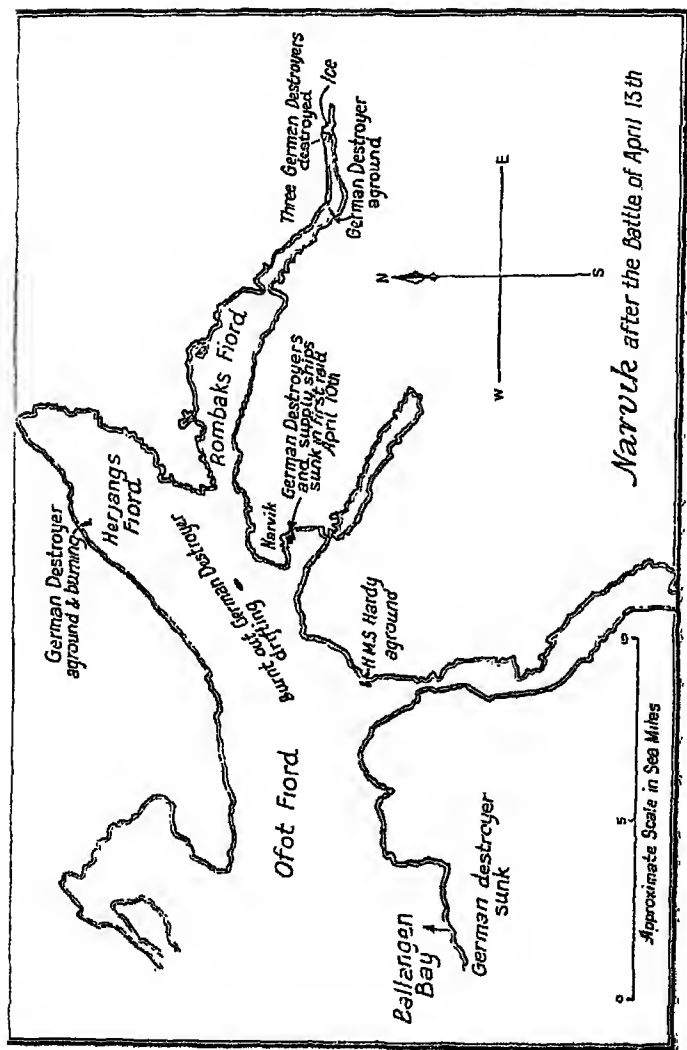 German Destroyer
aground & burning
Herjangs
Fiord
Rombaks Fiord
Three German Destroyers
destroyed
Ice
German Destroyer
aground
Burnt out German Destroyer
drifting
Narvik
German Destroyers
and supply ships
sunk in first raid
April 10th
Ofot Fiord
H.M.S Hardy
aground
Ballangen
Bay
German destroyer
sunk
N
W
E
S
0
5
Approximate Scale in Sea Miles
Narvik after the Battle of April 13th